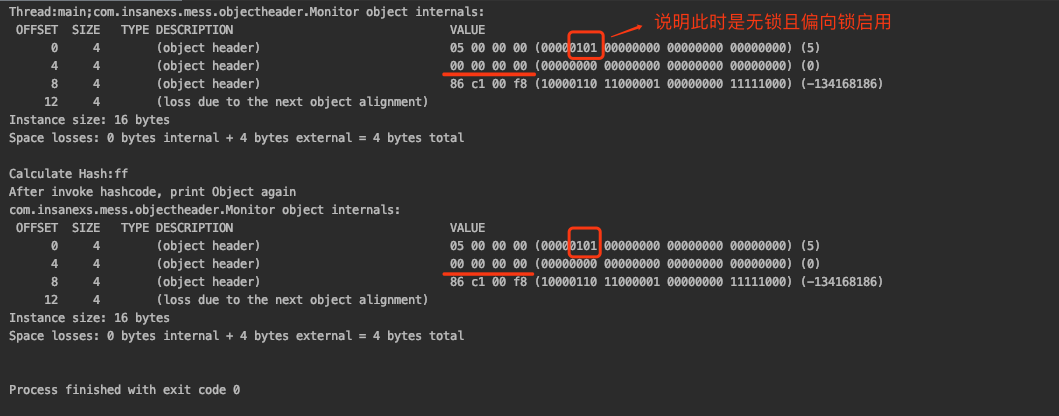 Thread:main;com.insanexs.mess.objectheader.Monitor object internals:
说明此时是无锁且偏向锁启用
OFFSET SIZE TYPE DESCRIPTION VALUE
0 4 (object header) 05 00 00 00 (00000101 00000000 00000000 00000000) (5)
4 4 (object header) 00 00 00 00 (00000000 00000000 00000000 00000000) (0)
8 4 (object header) 86 c1 00 f8 (10000110 11000001 00000000 11111000) (-134168186)
12 4 (loss due to the next object alignment)
Instance size: 16 bytes
Space losses: 0 bytes internal + 4 bytes external = 4 bytes total
Calculate Hash:ff
After invoke hashcode, print Object again
com.insanexs.mess.objectheader.Monitor object internals:
OFFSET SIZE TYPE DESCRIPTION VALUE
0 4 (object header) 05 00 00 00 (00000101 00000000 00000000 00000000) (5)
4 4 (object header) 00 00 00 00 (00000000 00000000 00000000 00000000) (0)
8 4 (object header) 86 c1 00 f8 (10000110 11000001 00000000 11111000) (-134168186)
12 4 (loss due to the next object alignment)
Instance size: 16 bytes
Space losses: 0 bytes internal + 4 bytes external = 4 bytes total
Process finished with exit code 0